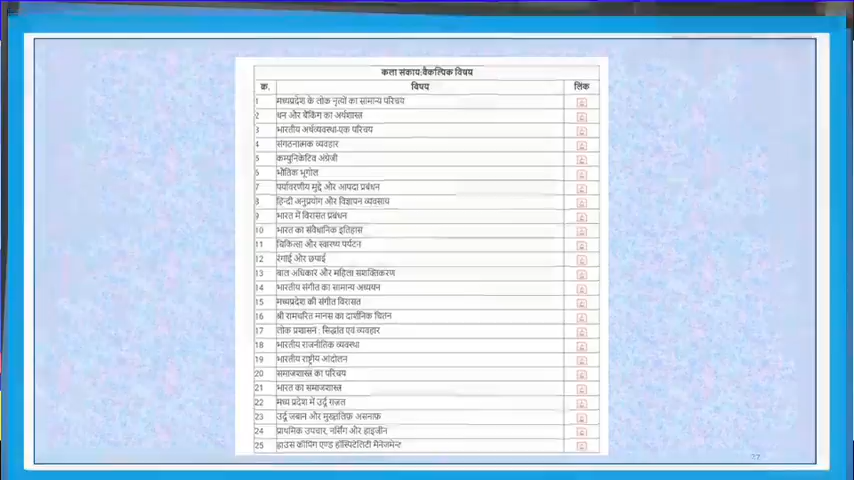 कला संकाय:वैकल्पिक विषय
क्र. विषय लिंक
1 मध्यप्रदेश के लोक नृत्यों का सामान्य परिचय
2 धन और बैंकिंग का अर्थशास्त्र
3 भारतीय अर्थव्यवस्था-एक परिचय
4 संगठनात्मक व्यवहार
5 कम्युनिकेटिव अंग्रेजी
6 भौतिक भूगोल
7 पर्यावरणीय मुद्दे और आपदा प्रबंधन
8 हिन्दी अनुप्रयोग और विज्ञापन व्यवसाय
9 भारत में विरासत प्रबंधन
10 भारत का संवैधानिक इतिहास
11 चिकित्सा और स्वास्थ्य पर्यटन
12 रंगाई और छपाई
13 बाल अधिकार और महिला सशक्तिकरण
14 भारतीय संगीत का सामान्य अध्ययन
15 मध्यप्रदेश की संगीत विरासत
16 श्री रामचरित मानस का दार्शनिक चिंतन
17 लोक प्रशासन : सिद्धांत एवं व्यवहार
18 भारतीय राजनीतिक व्यवस्था
19 भारतीय राष्ट्रीय आंदोलन
20 समाजशास्त्र का परिचय
21 भारत का समाजशास्त्र
22 मध्य प्रदेश में उर्दू ग़ज़ल
23 उर्दू जबान और मुख़्तलिफ़ असनाफ़
24 प्राथमिक उपचार, नर्सिंग और हाइजीन
25 हाउस कीपिंग एण्ड हॉस्पिटेलिटी मैनेजमेन्ट
37